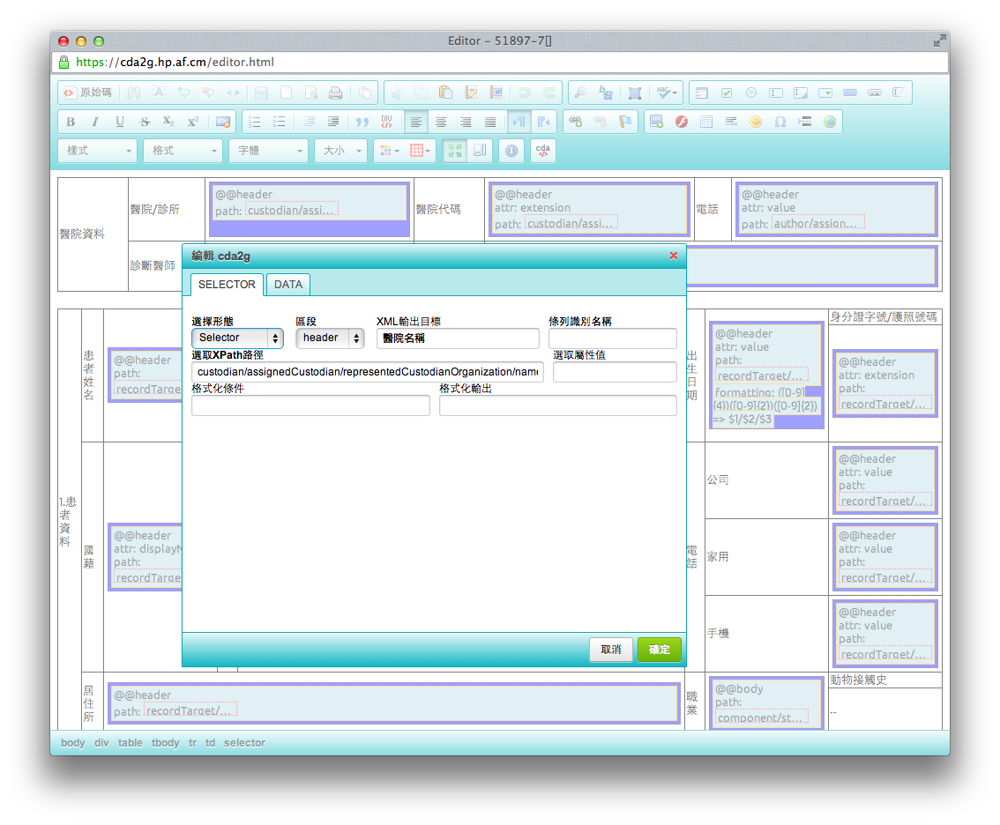 Editor – 51897-7[]
https://cda2g.hp.af.cm/editor.html
原始碼
ABC
B I U S X₂ X²
DIV
樣式 格式 字體 大小 cda
醫院資料
醫院/診所
@@header
path: custodian/assi...
醫院代碼
@@header
attr: extension
path: custodian/assi...
電話
@@header
attr: value
path: author/assign...
診斷醫師
編輯 cda2g
SELECTOR DATA
選擇形態 區段 XML輸出目標 條列識別名稱
Selector header 醫院名稱
選取XPath路徑 選取屬性值
custodian/assignedCustodian/representedCustodianOrganization/name
格式化條件 格式化輸出
取消 確定
1.患者資料
患者姓名
@@header
path:
recordTarge
出生日期
@@header
attr: value
path:
recordTarget/...
formatting: ([0-9]
{4})([0-9]{2})([0-9]{2})
=> $1/$2/$3
身分證字號/護照號碼
@@header
attr: extension
path:
recordTarget/...
國藉
@@header
attr: displayN
path:
recordTarge
電話
公司
@@header
attr: value
path:
recordTarget/...
家用
@@header
attr: value
path:
recordTarget/...
手機
@@header
attr: value
path:
recordTarget/...
居住所
@@header
path: recordTarget/...
職業
@@body
path:
component/st...
動物接觸史
--
body div table tbody tr td selector